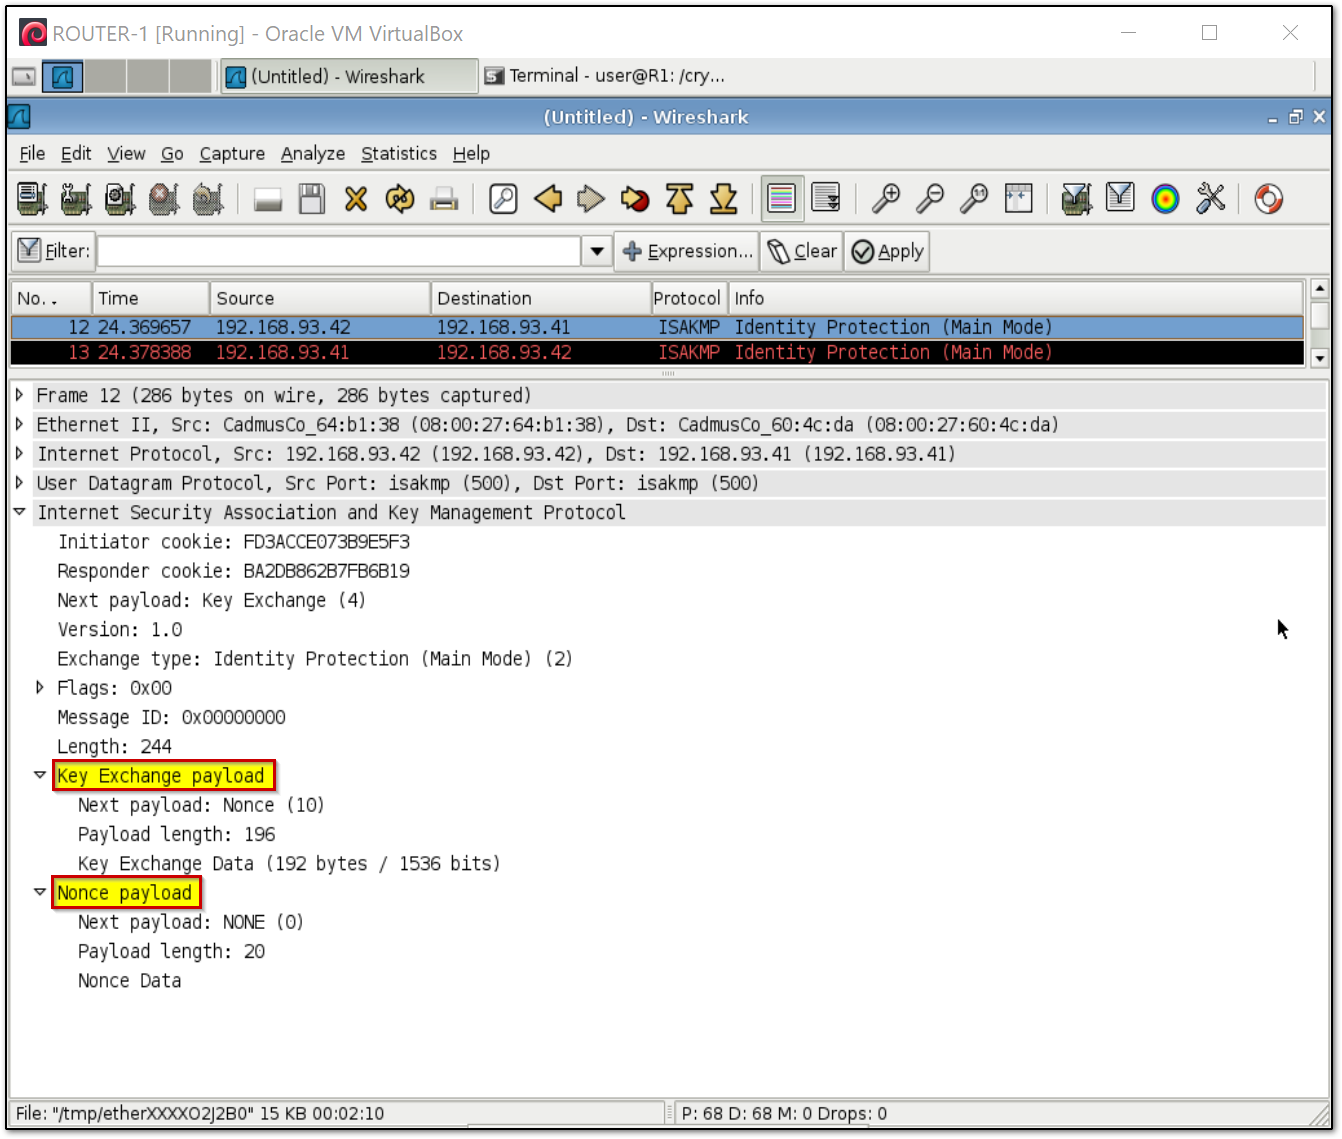 ROUTER-1 [Running] - Oracle VM VirtualBox
(Untitled) - Wireshark
Terminal - user@R1: /cry...
(Untitled) - Wireshark
File Edit View Go Capture Analyze Statistics Help
Filter: Expression... Clear Apply
No. . Time Source Destination Protocol Info
12 24.369657 192.168.93.42 192.168.93.41 ISAKMP Identity Protection (Main Mode)
13 24.378388 192.168.93.41 192.168.93.42 ISAKMP Identity Protection (Main Mode)
Frame 12 (286 bytes on wire, 286 bytes captured)
Ethernet II, Src: CadmusCo_64:b1:38 (08:00:27:64:b1:38), Dst: CadmusCo_60:4c:da (08:00:27:60:4c:da)
Internet Protocol, Src: 192.168.93.42 (192.168.93.42), Dst: 192.168.93.41 (192.168.93.41)
User Datagram Protocol, Src Port: isakmp (500), Dst Port: isakmp (500)
Internet Security Association and Key Management Protocol
Initiator cookie: FD3ACCE073B9E5F3
Responder cookie: BA2DB862B7FB6B19
Next payload: Key Exchange (4)
Version: 1.0
Exchange type: Identity Protection (Main Mode) (2)
Flags: 0x00
Message ID: 0x00000000
Length: 244
Key Exchange payload
Next payload: Nonce (10)
Payload length: 196
Key Exchange Data (192 bytes / 1536 bits)
Nonce payload
Next payload: NONE (0)
Payload length: 20
Nonce Data
File: "/tmp/etherXXXXO2J2B0" 15 KB 00:02:10
P: 68 D: 68 M: 0 Drops: 0